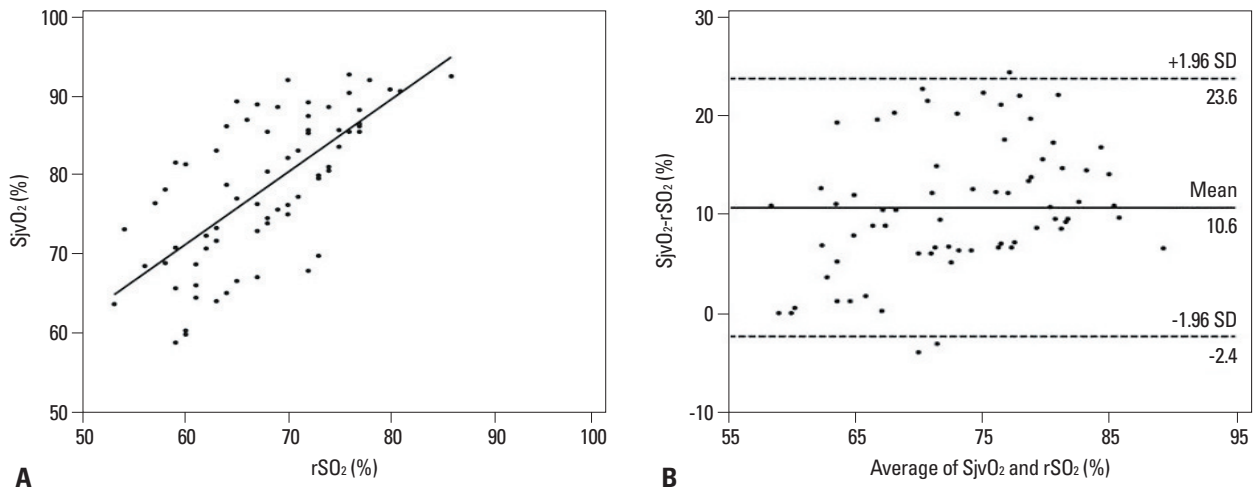 100
90
80
70
60
50
SjvO₂ (%)
50 60 70 80 90 100
rSO₂ (%)
A
30
20
10
0
-10
SjvO₂-rSO₂ (%)
+1.96 SD
23.6
Mean
10.6
-1.96 SD
-2.4
55 65 75 85 95
Average of SjvO₂ and rSO₂ (%)
B